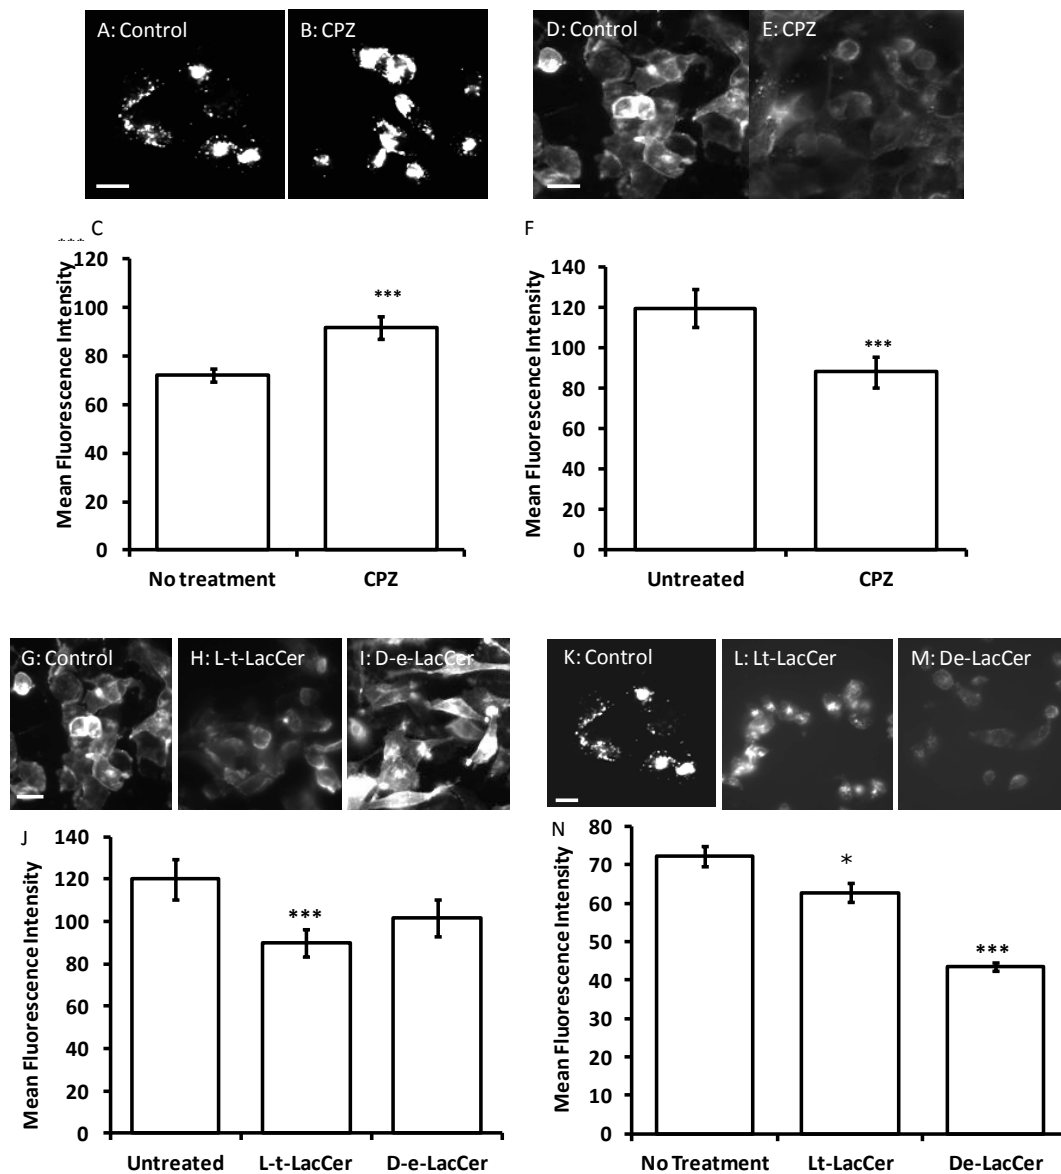 A: Control
B: CPZ
D: Control
E: CPZ
*** C
Mean Fluorescence Intensity
120
100
80
60
40
20
0
***
No treatment
CPZ
F
Mean Fluorescence Intensity
140
120
100
80
60
40
20
0
***
Untreated
CPZ
G: Control
H: L-t-LacCer
I: D-e-LacCer
K: Control
L: Lt-LacCer
M: De-LacCer
J
Mean Fluorescence Intensity
140
120
100
80
60
40
20
0
***
Untreated
L-t-LacCer
D-e-LacCer
N
Mean Fluorescence Intensity
80
70
60
50
40
30
20
10
0
*
***
No Treatment
Lt-LacCer
De-LacCer